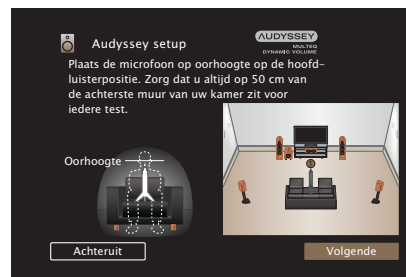 Audyssey setup
AUDYSSEY
MULTEQ
DYNAMIC VOLUME
Plaats de microfoon op oorhoogte op de hoofd-
luisterpositie. Zorg dat u altijd op 50 cm van
de achterste muur van uw kamer zit voor
iedere test.
Oorhoogte
Achteruit
Volgende